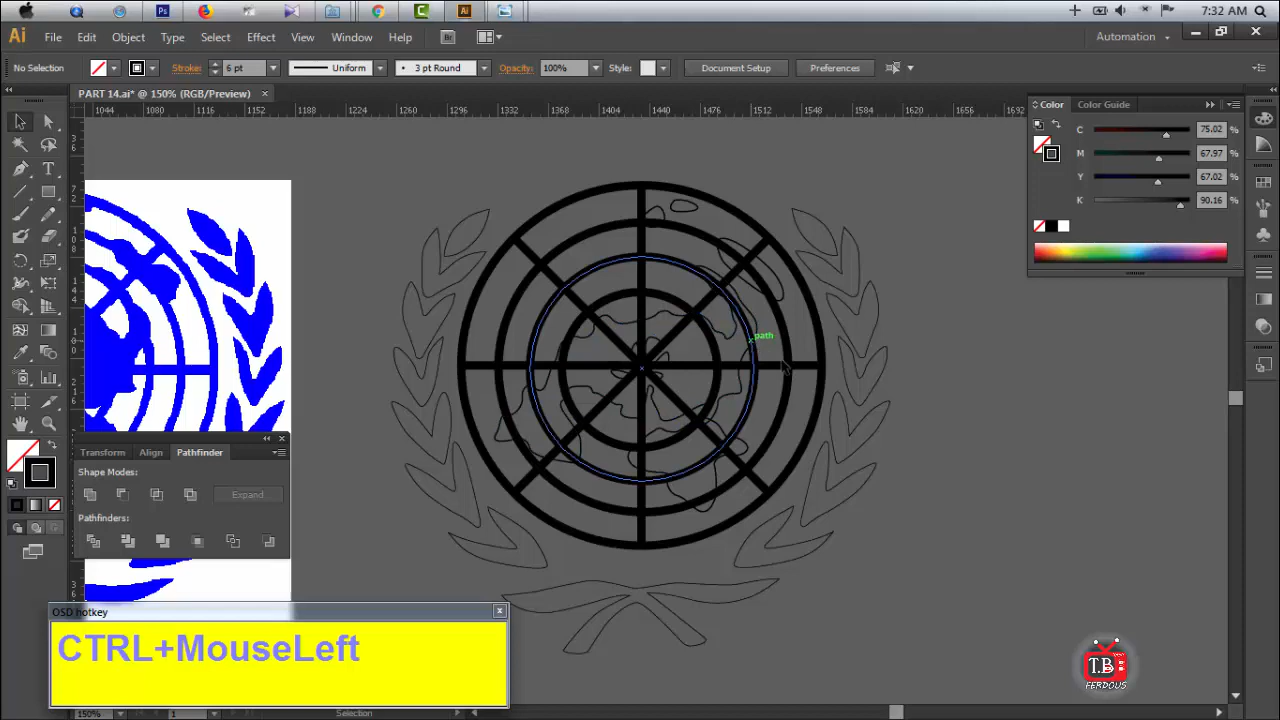 7:32 AM
Ai File Edit Object Type Select Effect View Window Help Br Automation
No Selection Stroke: 6 pt Uniform 3 pt Round Opacity: 100% Style: Document Setup Preferences
PART 14.ai* @ 150% (RGB/Preview)
1044 1064 1116 1152 1188 1224 1260 1296 1332 1368 1404 1440 1476 1512 1548 1584 1620 1656 1692
Color Color Guide
C 75.02 %
M 67.97 %
Y 67.02 %
K 90.16 %
path
Transform Align Pathfinder
Shape Modes:
Expand
Pathfinders:
OSD hotkey
CTRL+MouseLeft
T.B
FERDOUS
150% 1 Selection